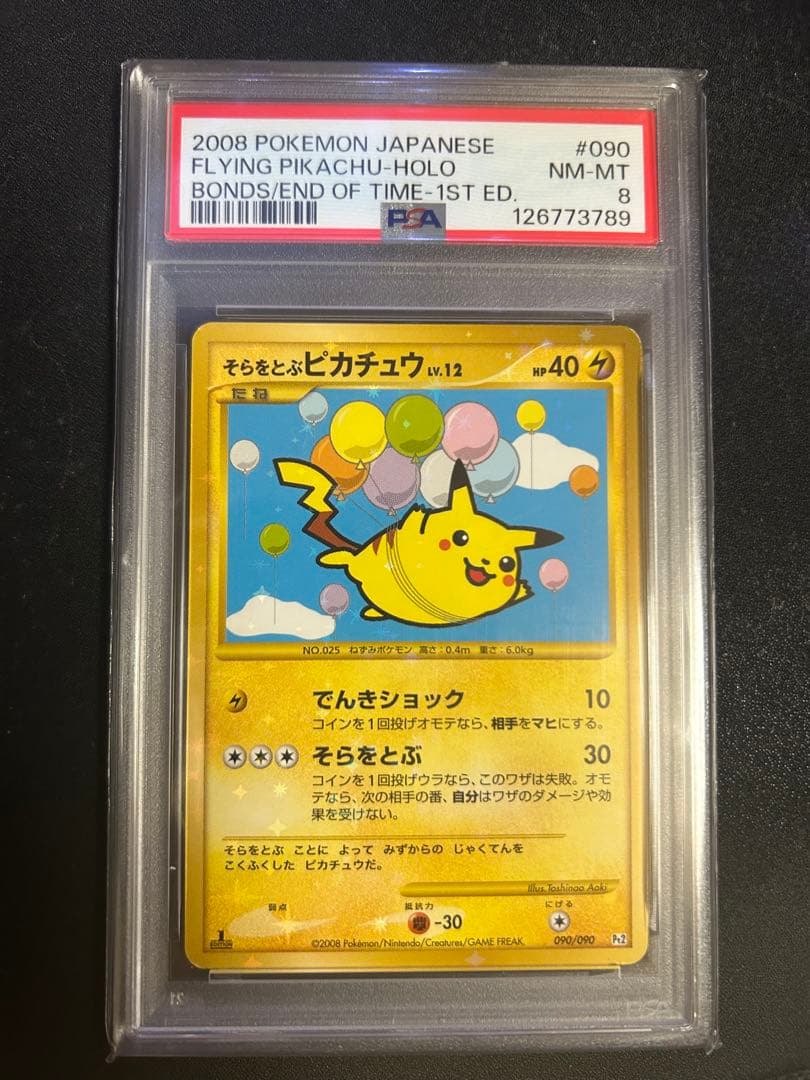 2008 POKEMON JAPANESE #090
FLYING PIKACHU-HOLO NM-MT
BONDS/END OF TIME-1ST ED. 8
PSA 126773789
そらをとぶピカチュウ LV.12 HP40
たね
NO.025 ねずみポケモン 高さ:0.4m 重さ:6.0kg
でんきショック 10
コインを1回投げオモテなら、相手をマヒにする。
そらをとぶ 30
コインを1回投げウラなら、このワザは失敗。オモ
テなら、次の相手の番、自分はワザのダメージや効
果を受けない。
そらをとぶ ことに よって みずからの じゃくてんを
こくふくした ピカチュウだ。
Illus. Toshinao Aoki
弱点 抵抗力 にげる
-30
1 EDITION ©2008 Pokémon/Nintendo/Creatures/GAME FREAK. 090/090 Pt2